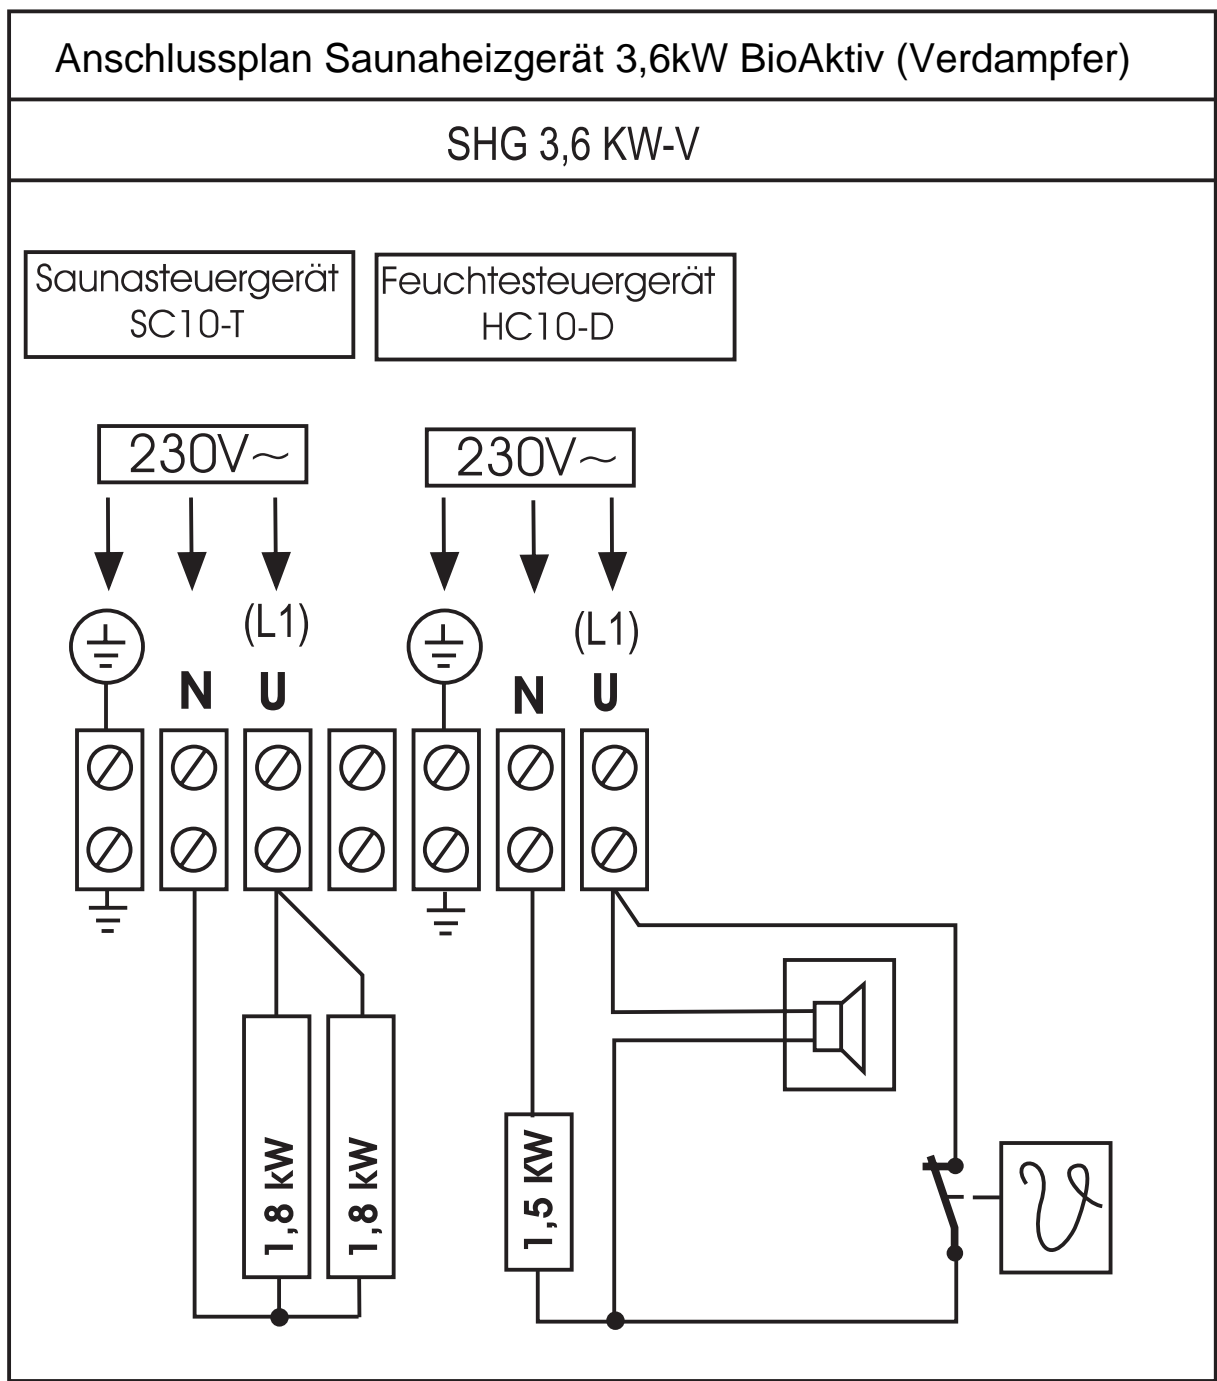 Anschlussplan Saunaheizgerät 3,6kW BioAktiv (Verdampfer)
SHG 3,6 KW-V
Saunasteuergerät
SC10-T
Feuchtesteuergerät
HC10-D
230V~
230V~
(L1)
(L1)
N
U
N
U
1,8 kW
1,8 kW
1,5 KW
ϑ